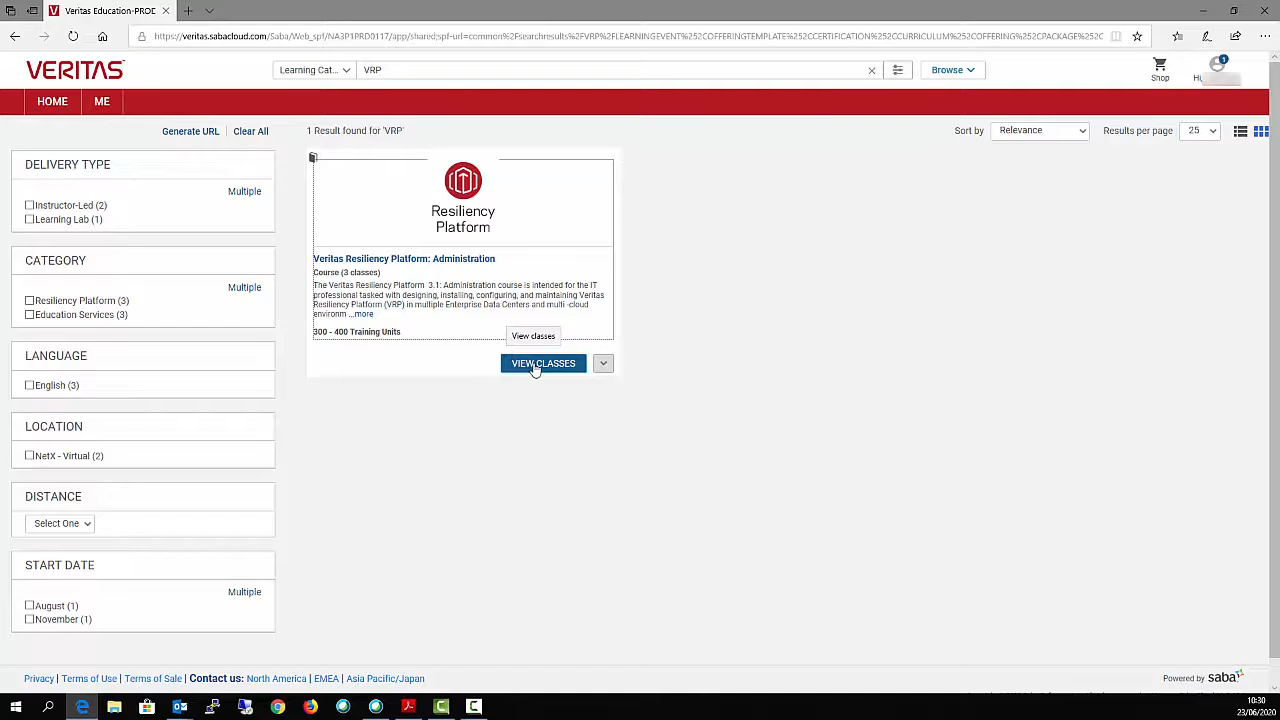 Veritas Education-PROD
https://veritas.sabacloud.com/Saba/Web_spf/NA3P1PRD0117/app/shared;spf-url=common%2Fsearchresults%2FVRP%2FLEARNINGEVENT%252COFFERINGTEMPLATE%252CCERTIFICATION%252CCURRICULUM%252COFFERING%252CPACKAGE%252C
VERITAS
Learning Cat...
VRP
Browse
Shop
1
HOME
ME
Generate URL | Clear All
1 Result found for 'VRP'
Sort by
Relevance
Results per page
25
DELIVERY TYPE
Multiple
Instructor-Led (2)
Learning Lab (1)
CATEGORY
Multiple
Resiliency Platform (3)
Education Services (3)
LANGUAGE
English (3)
LOCATION
NetX - Virtual (2)
DISTANCE
Select One
START DATE
Multiple
August (1)
November (1)
Resiliency
Platform
Veritas Resiliency Platform: Administration
Course (3 classes)
The Veritas Resiliency Platform 3.1: Administration course is intended for the IT
professional tasked with designing, installing, configuring, and maintaining Veritas
Resiliency Platform (VRP) in multiple Enterprise Data Centers and multi -cloud
environm ...more
300 - 400 Training Units
View classes
VIEW CLASSES
Privacy | Terms of Use | Terms of Sale | Contact us: North America | EMEA | Asia Pacific/Japan
Powered by saba
10:30
23/06/2020